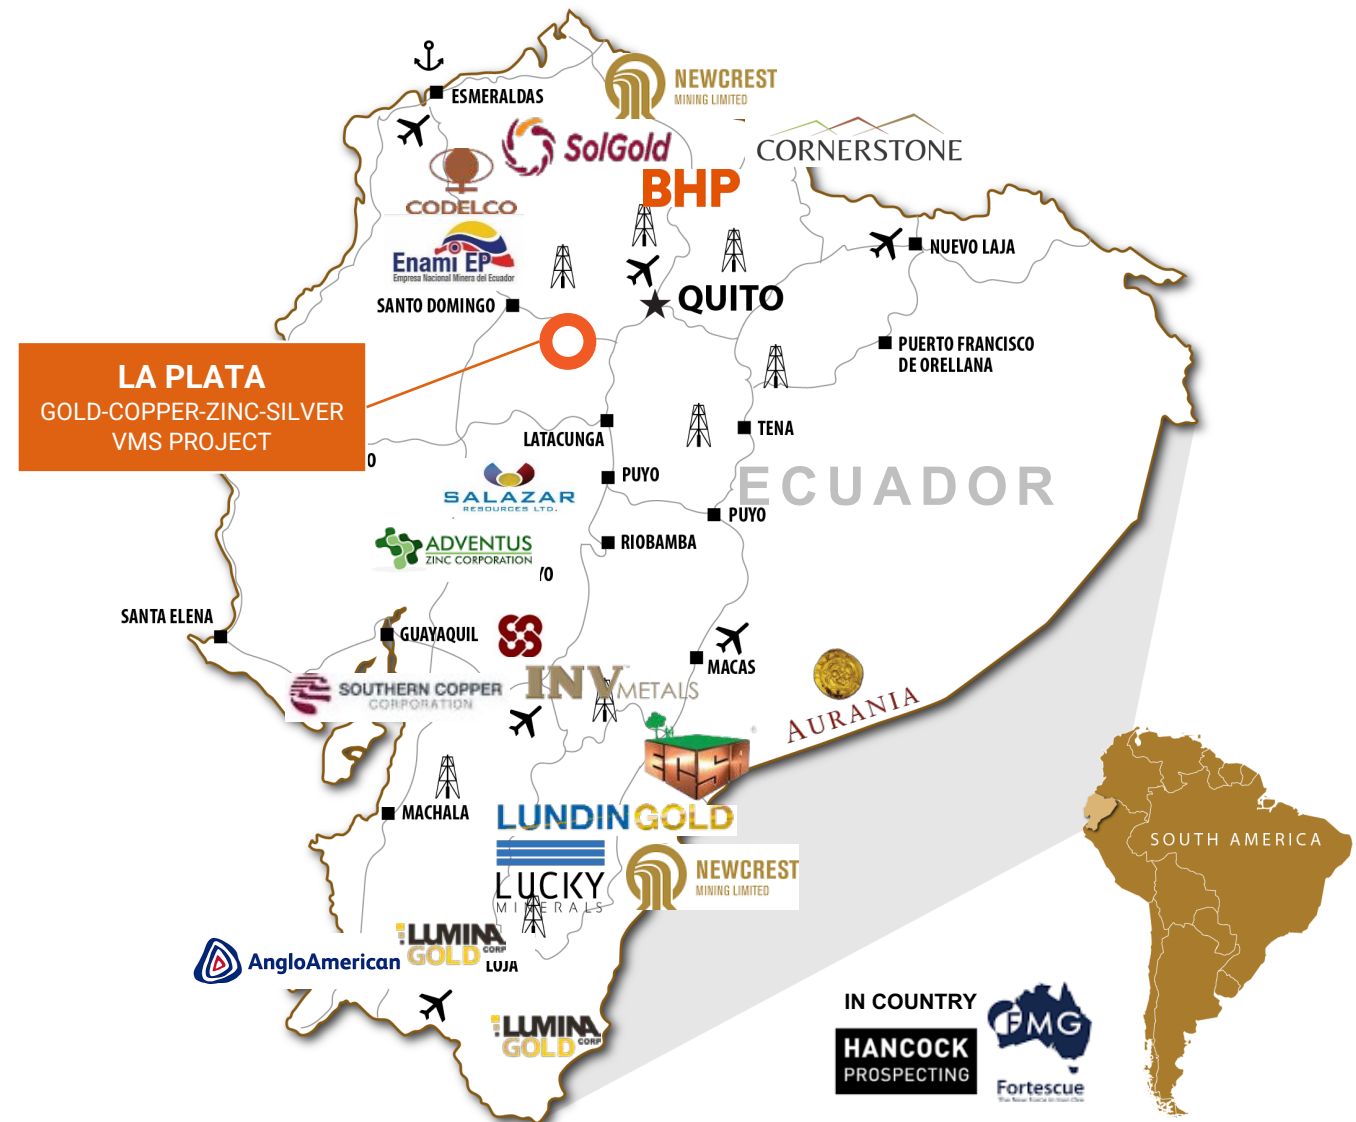 NEWCREST
MINING LIMITED
ESMERALDAS
SolGold
CORNERSTONE
BHP
CODELCO
Enami EP
Empresa Nacional Minera del Ecuador
NUEVO LAJA
SANTO DOMINGO
QUITO
PUERTO FRANCISCO
DE ORELLANA
LA PLATA
GOLD-COPPER-ZINC-SILVER
VMS PROJECT
O
LATACUNGA
TENA
PUYO
ECUADOR
SALAZAR
RESOURCES LTD.
PUYO
RIOBAMBA
ADVENTUS
ZINC CORPORATION
YO
SANTA ELENA
GUAYAQUIL
MACAS
INV METALS
SOUTHERN COPPER
CORPORATION
AURANIA
ECSA
MACHALA
LUNDIN GOLD
SOUTH AMERICA
LUCKY
MINERALS
NEWCREST
MINING LIMITED
LUMINA
GOLD CORP
AngloAmerican
LOJA
LUMINA
GOLD CORP
IN COUNTRY
FMG
HANCOCK
PROSPECTING
Fortescue